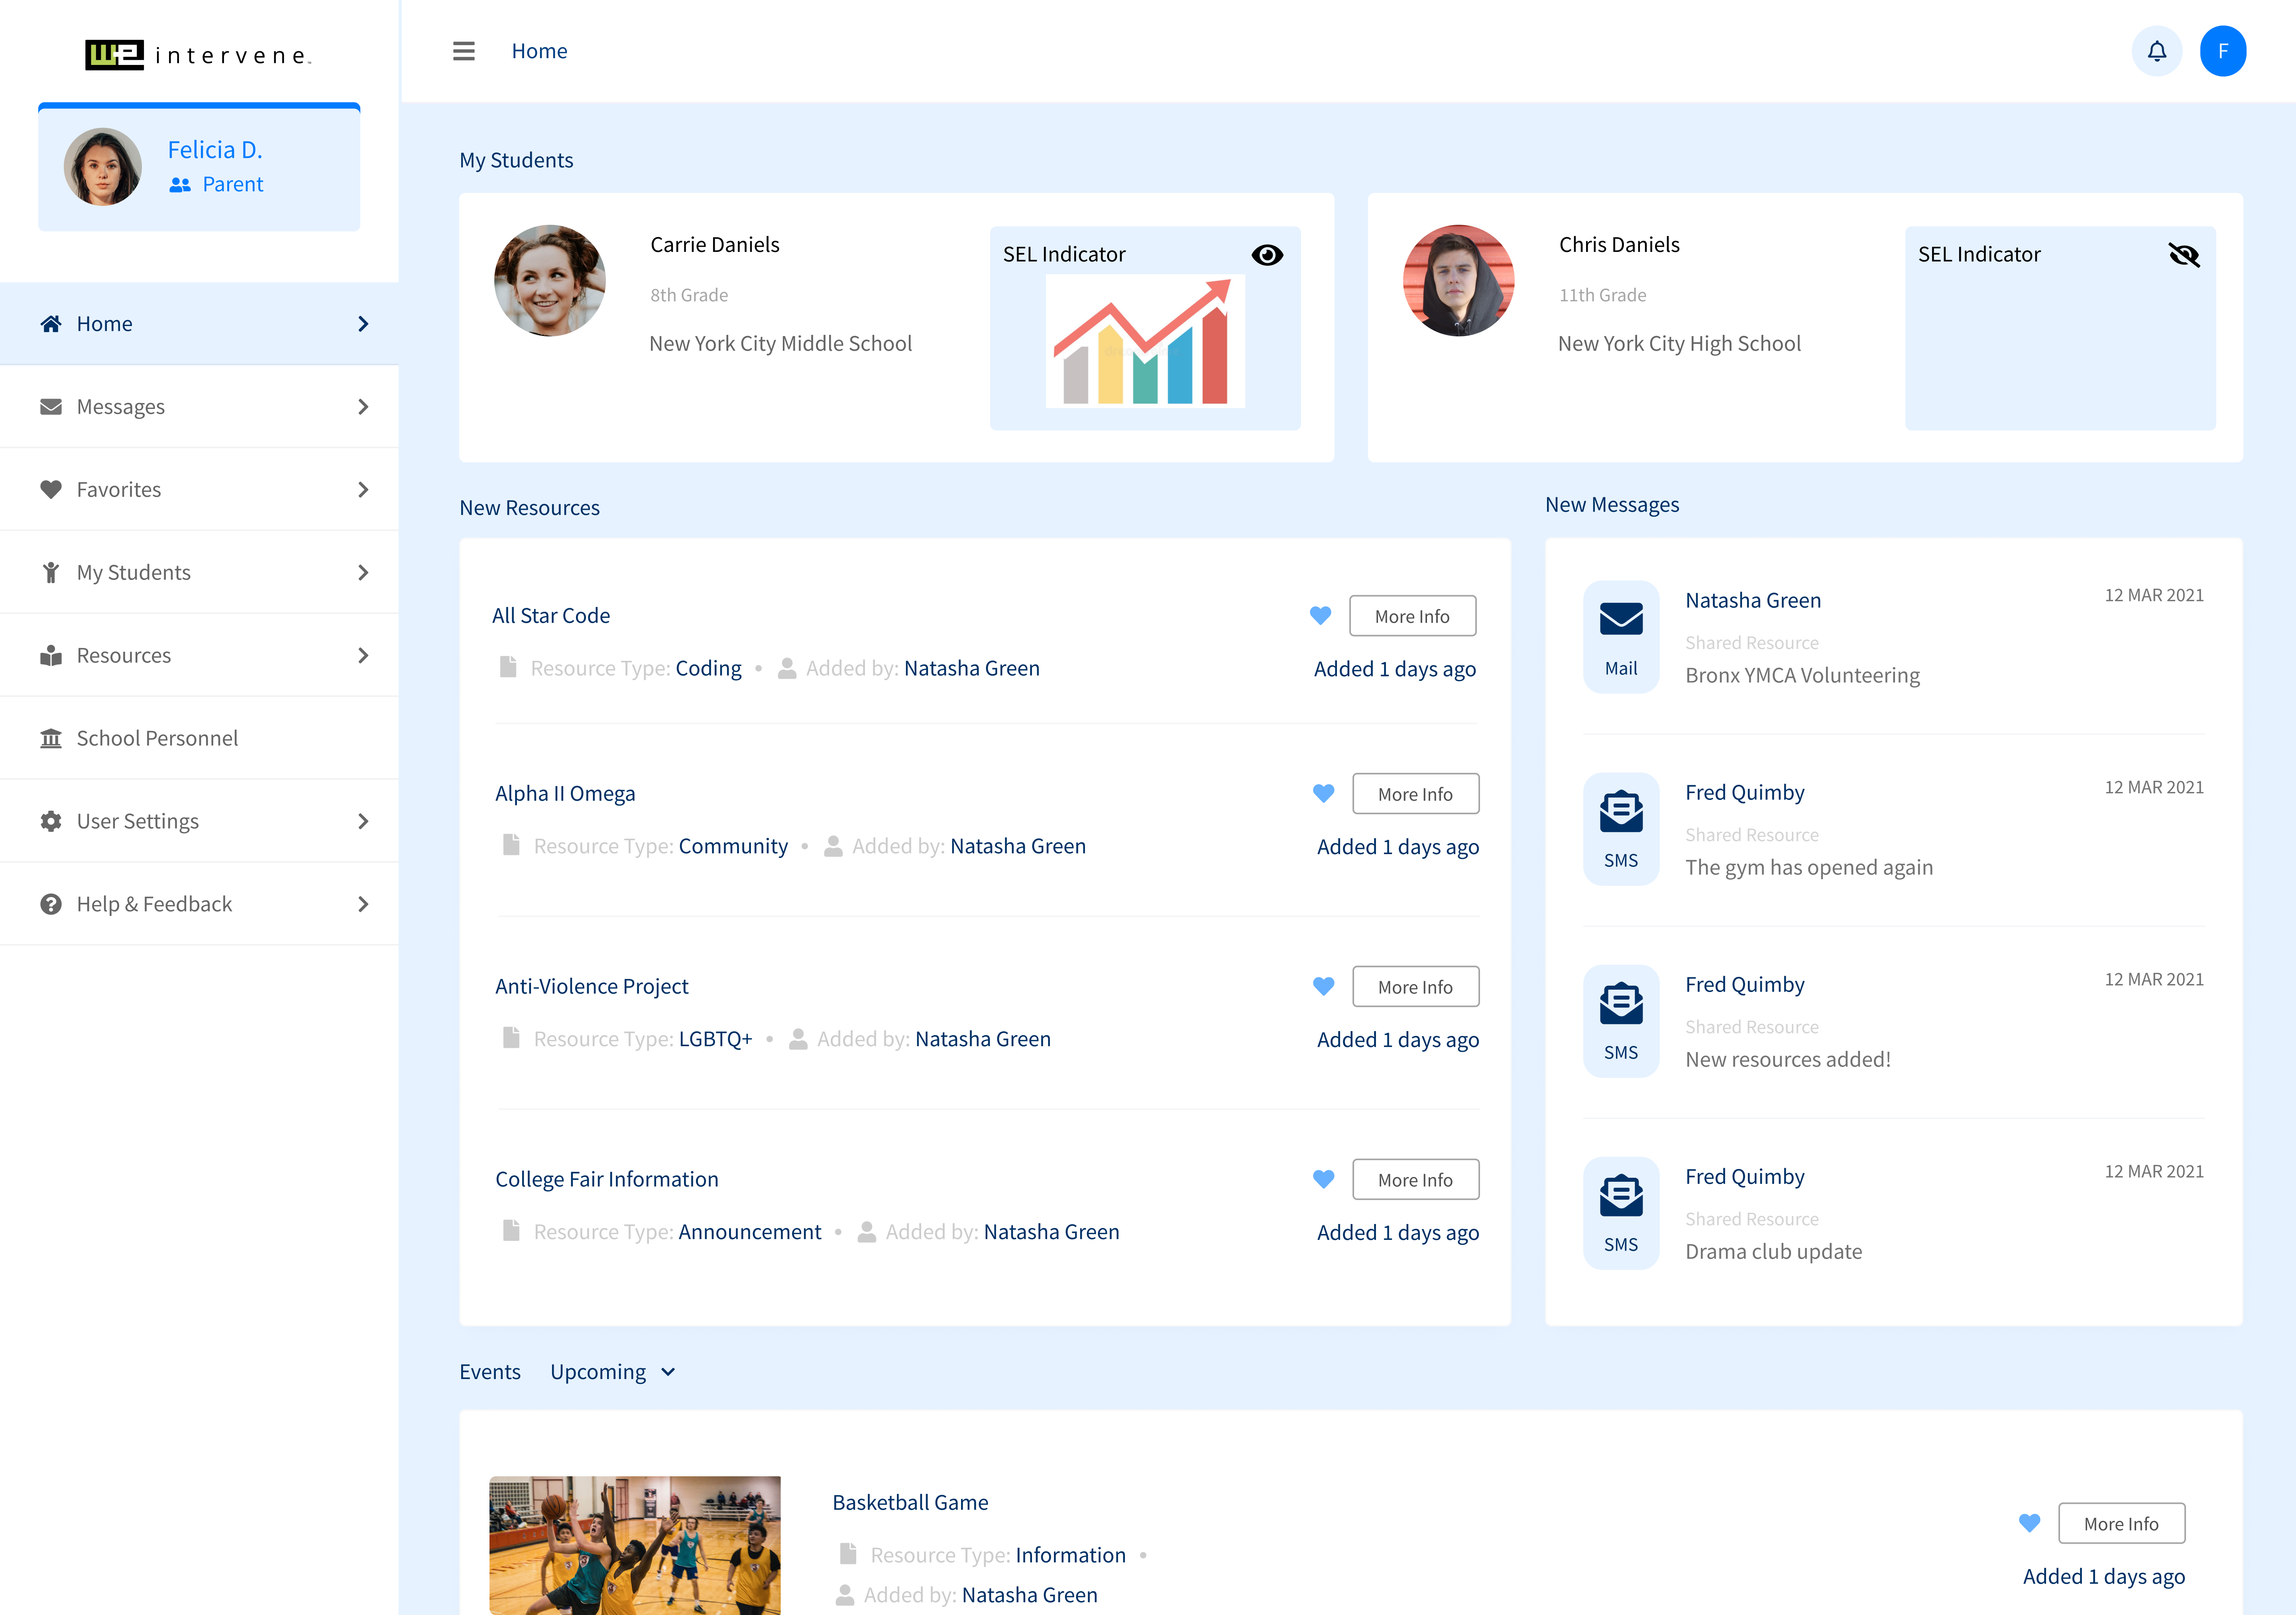 we intervene
Home
F
Felicia D.
Parent
Home
Messages
Favorites
My Students
Resources
School Personnel
User Settings
Help & Feedback
My Students
Carrie Daniels
8th Grade
New York City Middle School
SEL Indicator
Chris Daniels
11th Grade
New York City High School
SEL Indicator
New Resources
All Star Code
More Info
Resource Type: Coding • Added by: Natasha Green
Added 1 days ago
Alpha II Omega
More Info
Resource Type: Community • Added by: Natasha Green
Added 1 days ago
Anti-Violence Project
More Info
Resource Type: LGBTQ+ • Added by: Natasha Green
Added 1 days ago
College Fair Information
More Info
Resource Type: Announcement • Added by: Natasha Green
Added 1 days ago
New Messages
Mail
Natasha Green
12 MAR 2021
Shared Resource
Bronx YMCA Volunteering
SMS
Fred Quimby
12 MAR 2021
Shared Resource
The gym has opened again
SMS
Fred Quimby
12 MAR 2021
Shared Resource
New resources added!
SMS
Fred Quimby
12 MAR 2021
Shared Resource
Drama club update
Events Upcoming
Basketball Game
Resource Type: Information •
Added by: Natasha Green
More Info
Added 1 days ago